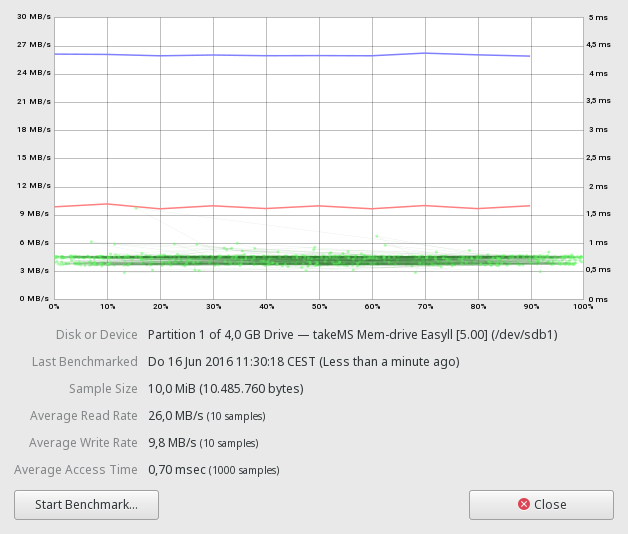 30 MB/s 5 ms
27 MB/s 4,5 ms
24 MB/s 4 ms
21 MB/s 3,5 ms
18 MB/s 3 ms
15 MB/s 2,5 ms
12 MB/s 2 ms
9 MB/s 1,5 ms
6 MB/s 1 ms
3 MB/s 0,5 ms
0 MB/s 0 ms
0% 10% 20% 30% 40% 50% 60% 70% 80% 90% 100%
Disk or Device Partition 1 of 4,0 GB Drive — takeMS Mem-drive Easyll [5.00] (/dev/sdb1)
Last Benchmarked Do 16 Jun 2016 11:30:18 CEST (Less than a minute ago)
Sample Size 10,0 MiB (10.485.760 bytes)
Average Read Rate 26,0 MB/s (10 samples)
Average Write Rate 9,8 MB/s (10 samples)
Average Access Time 0,70 msec (1000 samples)
Start Benchmark... Close